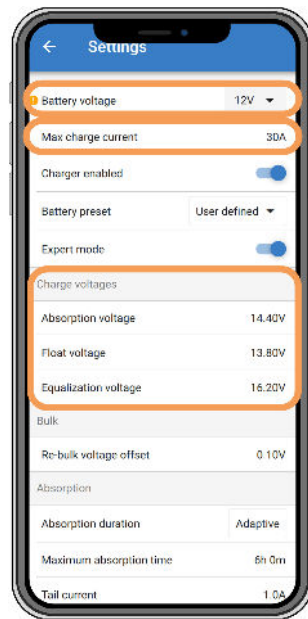 Settings
Battery voltage 12V
Max charge current 30A
Charger enabled
Battery preset User defined
Expert mode
Charge voltages
Absorption voltage 14.40V
Float voltage 13.80V
Equalization voltage 16.20V
Bulk
Re-bulk voltage offset 0.10V
Absorption
Absorption duration Adaptive
Maximum absorption time 6h 0m
Tail current 1.0A